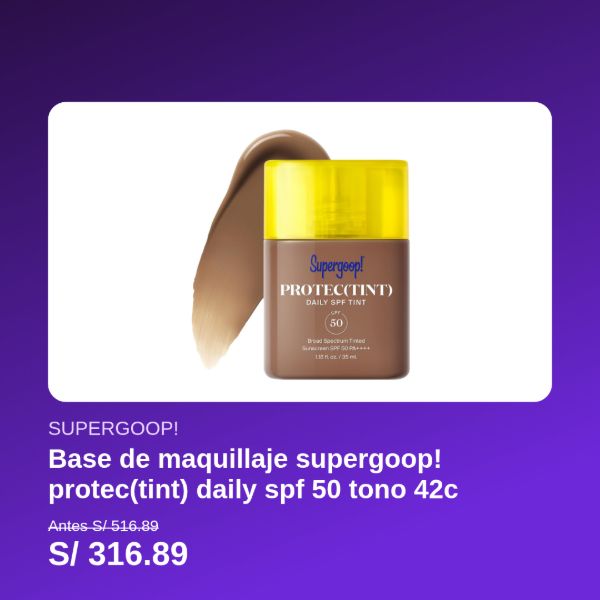 Supergoop!
PROTEC(TINT)
DAILY SPF TINT
SPF
50
Broad Spectrum Tinted
Sunscreen SPF 50 PA++++
1.18 fl. oz. / 35 ml.
SUPERGOOP!
Base de maquillaje supergoop!
protec(tint) daily spf 50 tono 42c
Antes S/ 516.89
S/ 316.89